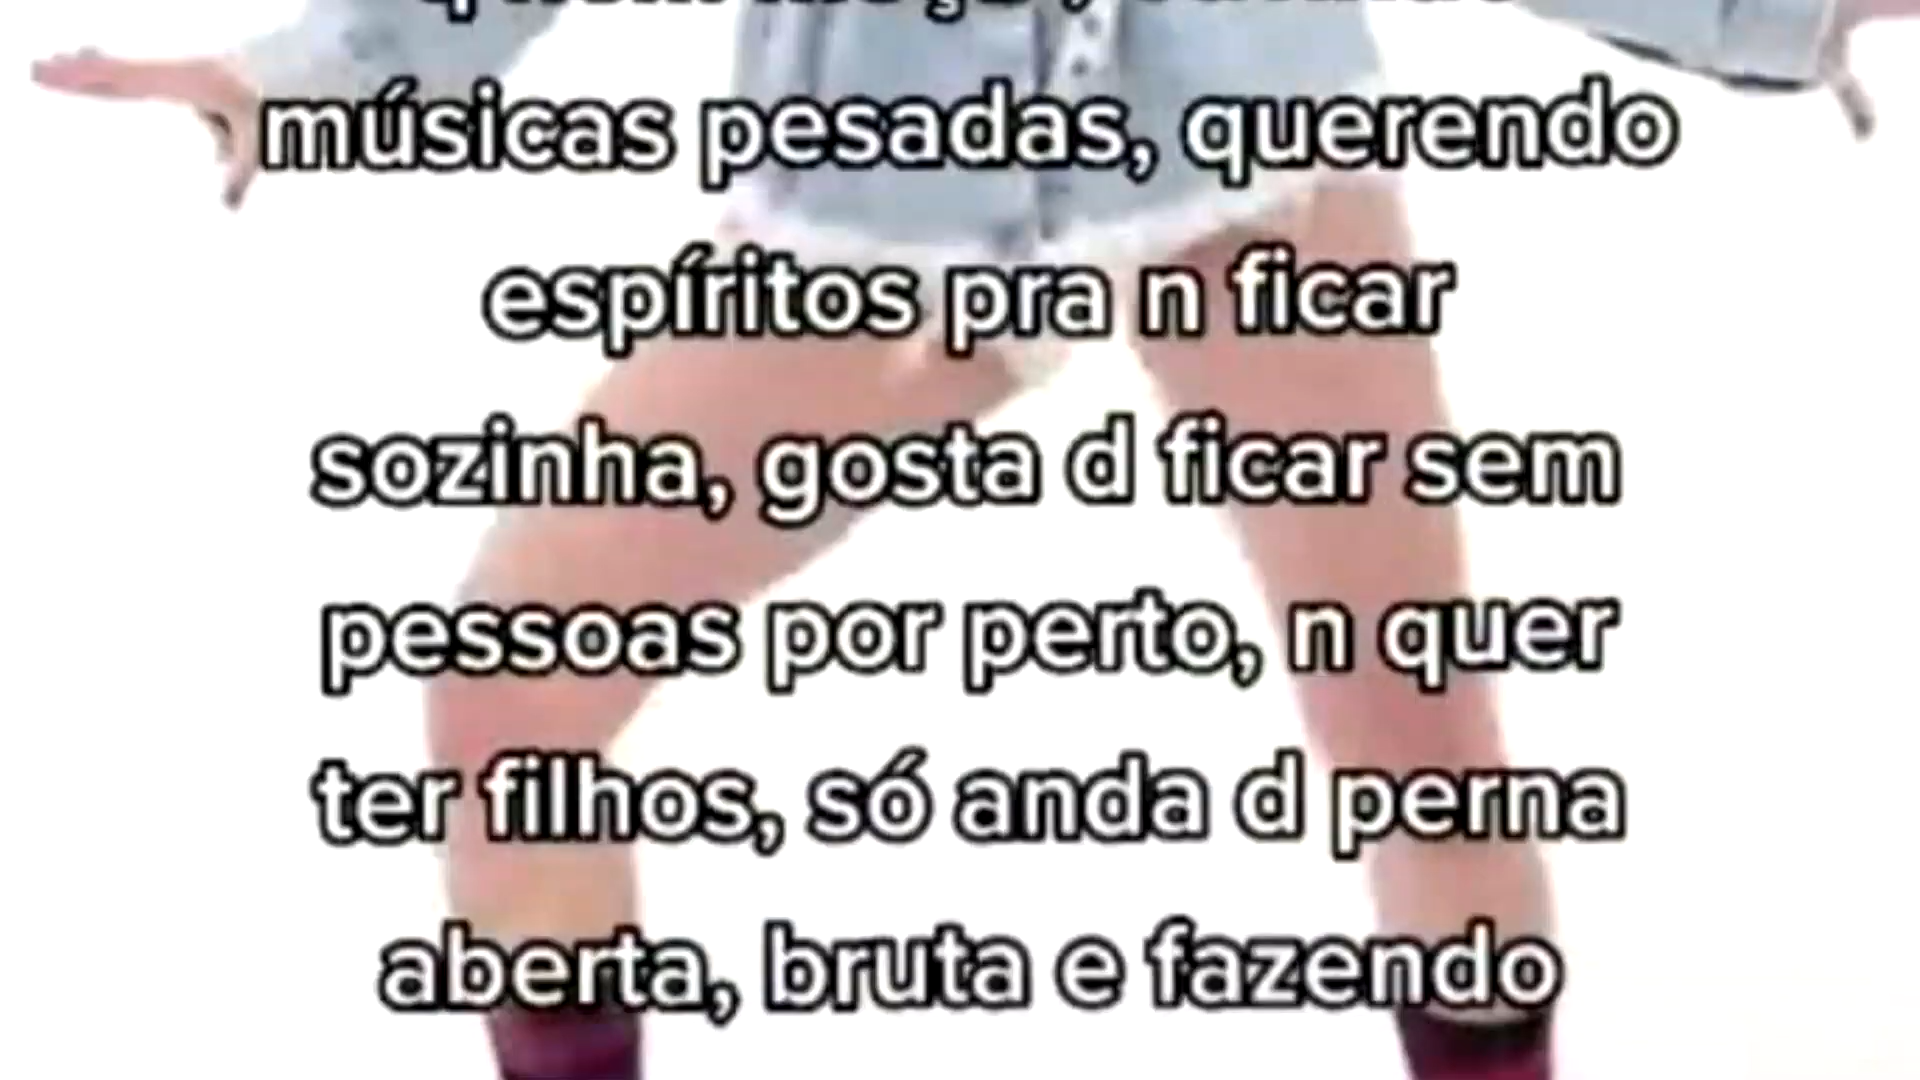 músicas pesadas, querendo
espíritos pra n ficar
sozinha, gosta d ficar sem
pessoas por perto, n quer
ter filhos, só anda d perna
aberta, bruta e fazendo